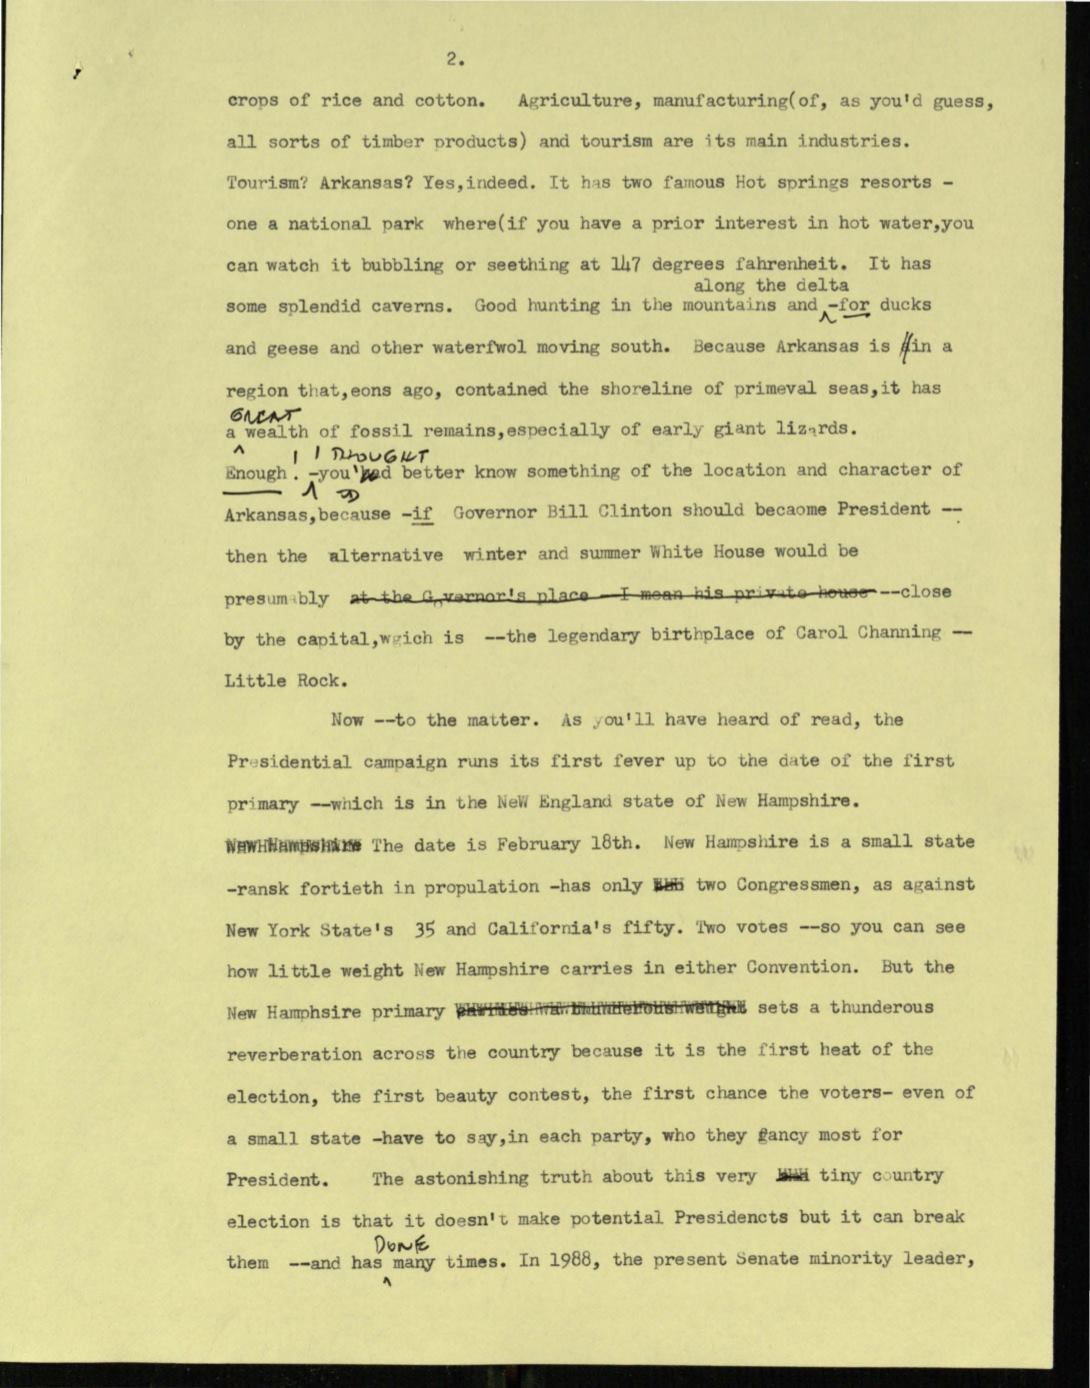 2.
crops of rice and cotton. Agriculture, manufacturing(of, as you'd guess,
all sorts of timber products) and tourism are its main industries.
Tourism? Arkansas? Yes,indeed. It has two famous Hot springs resorts -
one a national park where(if you have a prior interest in hot water,you
can watch it bubbling or seething at 147 degrees fahrenheit. It has
along the delta
some splendid caverns. Good hunting in the mountains and -for ducks
and geese and other waterfwol moving south. Because Arkansas is in a
region that,eons ago, contained the shoreline of primeval seas,it has
GREAT
a wealth of fossil remains,especially of early giant lizards.
I THOUGHT
Enough! -you'd better know something of the location and character of
Arkansas,because -if Governor Bill Clinton should becaome President --
then the alternative winter and summer White House would be
presumably at the Governor's place --I mean his private house --close
by the capital,wgich is --the legendary birthplace of Carol Channing --
Little Rock.
Now --to the matter. As you'll have heard of read, the
Presidential campaign runs its first fever up to the date of the first
primary --which is in the NeW England state of New Hampshire.
New Hampshire The date is February 18th. New Hampshire is a small state
-ransk fortieth in propulation -has only two Congressmen, as against
New York State's 35 and California's fifty. Two votes --so you can see
how little weight New Hampshire carries in either Convention. But the
New Hamphsire primary carries a thunderous weight sets a thunderous
reverberation across the country because it is the first heat of the
election, the first beauty contest, the first chance the voters- even of
a small state -have to say,in each party, who they fancy most for
President. The astonishing truth about this very tiny country
election is that it doesn't make potential Presidencts but it can break
DONE
them --and has many times. In 1988, the present Senate minority leader,